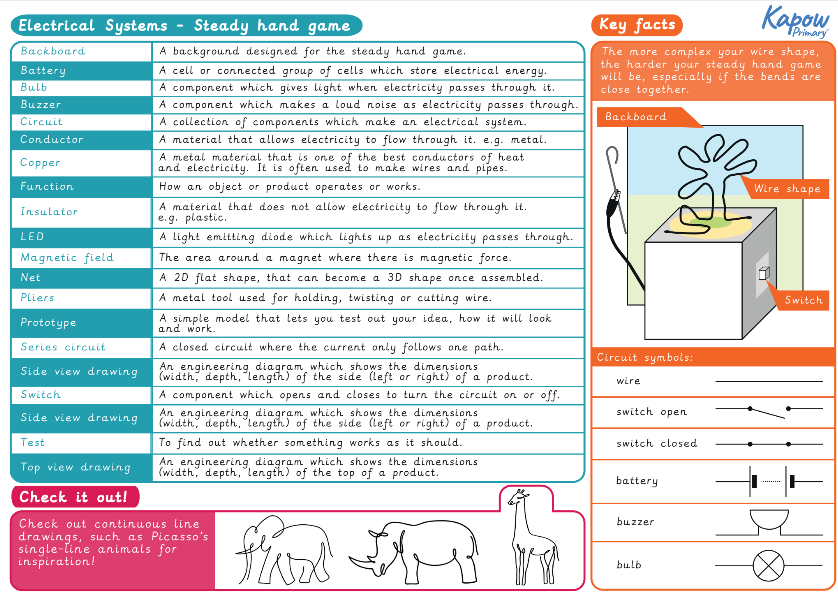 Electrical Systems - Steady hand game
Backboard
A background designed for the steady hand game.
Battery
A cell or connected group of cells which store electrical energy.
Bulb
A component which gives light when electricity passes through it.
Buzzer
A component which makes a loud noise as electricity passes through.
Circuit
A collection of components which make an electrical system.
Conductor
A material that allows electricity to flow through it. e.g. metal.
Copper
A metal material that is one of the best conductors of heat
and electricity. It is often used to make wires and pipes.
Function
How an object or product operates or works.
Insulator
A material that does not allow electricity to flow through it.
e.g. plastic.
LED
A light emitting diode which lights up as electricity passes through.
Magnetic field
The area around a magnet where there is magnetic force.
Net
A 2D flat shape, that can become a 3D shape once assembled.
Pliers
A metal tool used for holding, twisting or cutting wire.
Prototype
A simple model that lets you test out your idea, how it will look
and work.
Series circuit
A closed circuit where the current only follows one path.
Side view drawing
An engineering diagram which shows the dimensions
(width, depth, length) of the side (left or right) of a product.
Switch
A component which opens and closes to turn the circuit on or off.
Side view drawing
An engineering diagram which shows the dimensions
(width, depth, length) of the side (left or right) of a product.
Test
To find out whether something works as it should.
Top view drawing
An engineering diagram which shows the dimensions
(width, depth, length) of the top of a product.
Check it out!
Check out continuous line
drawings, such as Picasso's
single-line animals for
inspiration!
Key facts
Kapow
Primary
The more complex your wire shape,
the harder your steady hand game
will be, especially if the bends are
close together.
Backboard
Wire shape
Switch
Circuit symbols:
wire
switch open
switch closed
battery
buzzer
bulb